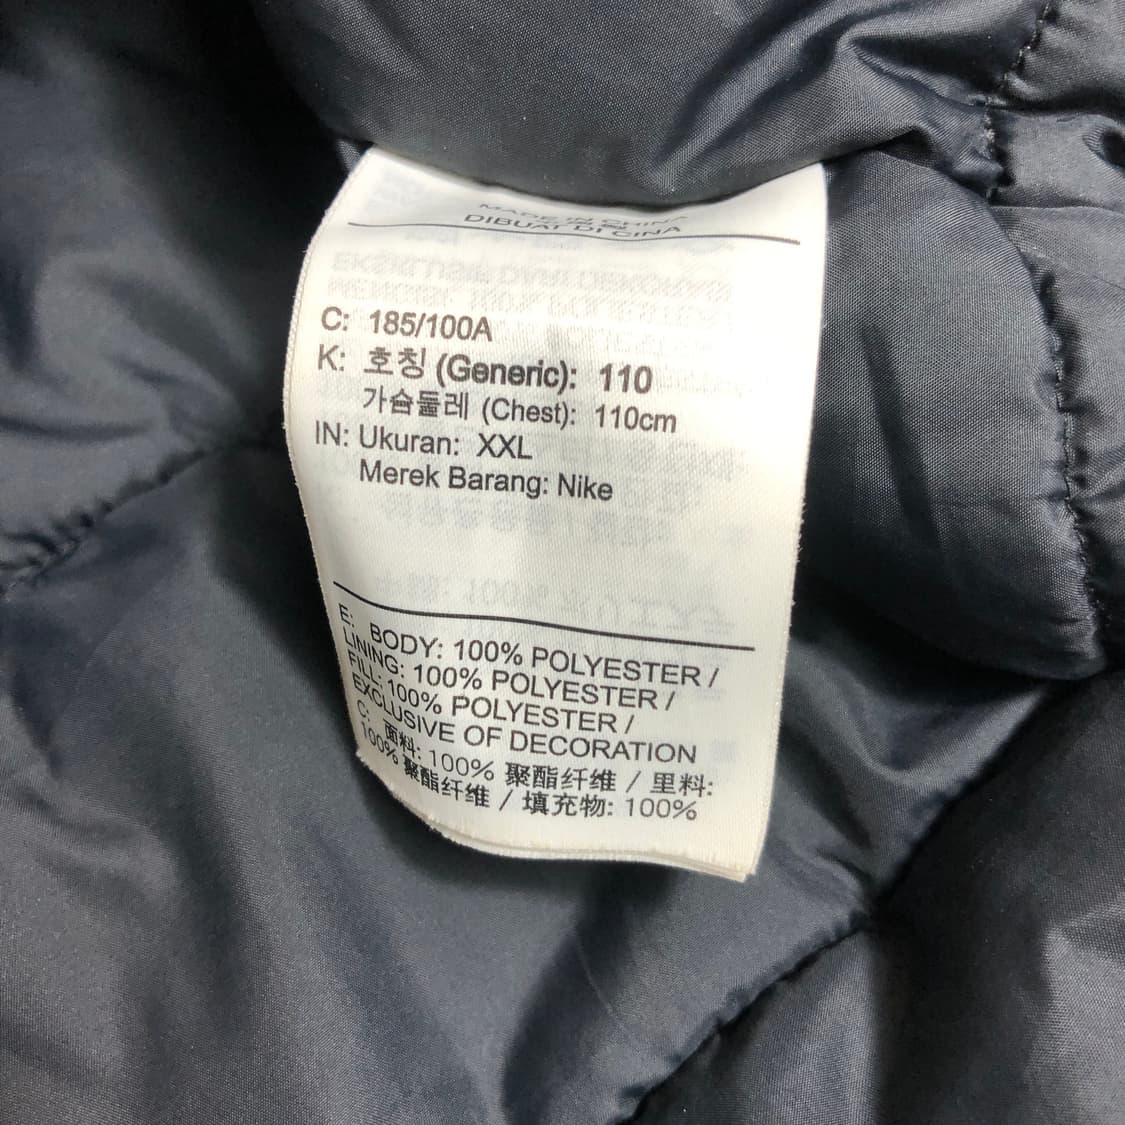 MADE IN CHINA
DIBUAT DI CINA
C: 185/100A
K: 호칭 (Generic): 110
가슴둘레 (Chest): 110cm
IN: Ukuran: XXL
Merek Barang: Nike
E: BODY: 100% POLYESTER /
LINING: 100% POLYESTER /
FILL: 100% POLYESTER /
EXCLUSIVE OF DECORATION
C: 面料: 100% 聚酯纤维 / 里料:
100% 聚酯纤维 / 填充物: 100%